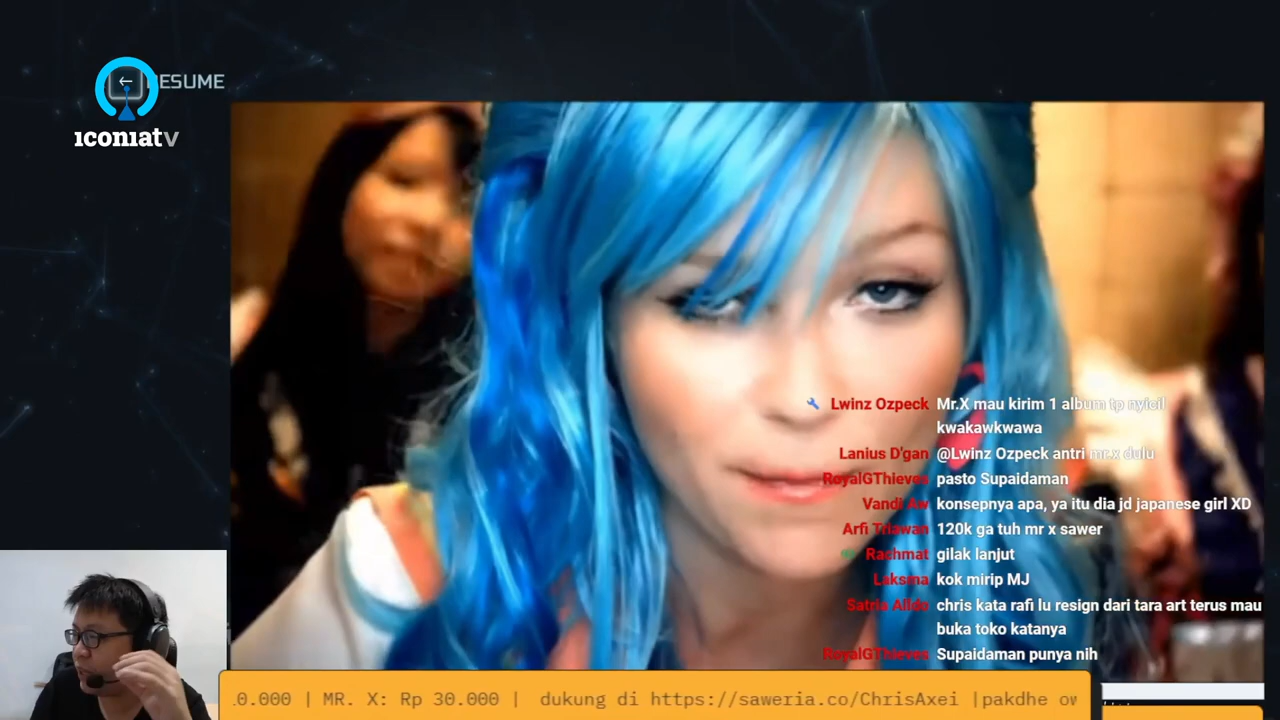 RESUME
ıconıatv
Lwinz Ozpeck Mr.X mau kirim 1 album tp nyicil
kwakawkwawa
Lanius D'gan @Lwinz Ozpeck antri mr.x dulu
RoyalGThieves pasto Supaidaman
Vandi Aw konsepnya apa, ya itu dia jd japanese girl XD
Arfi Triawan 120k ga tuh mr x sawer
Rachmat gilak lanjut
Laksma kok mirip MJ
Satria Aildo chris kata rafi lu resign dari tara art terus mau
buka toko katanya
RoyalGThieves Supaidaman punya nih
0.000 | MR. X: Rp 30.000 | dukung di https://saweria.co/ChrisAxei |pakdhe ow